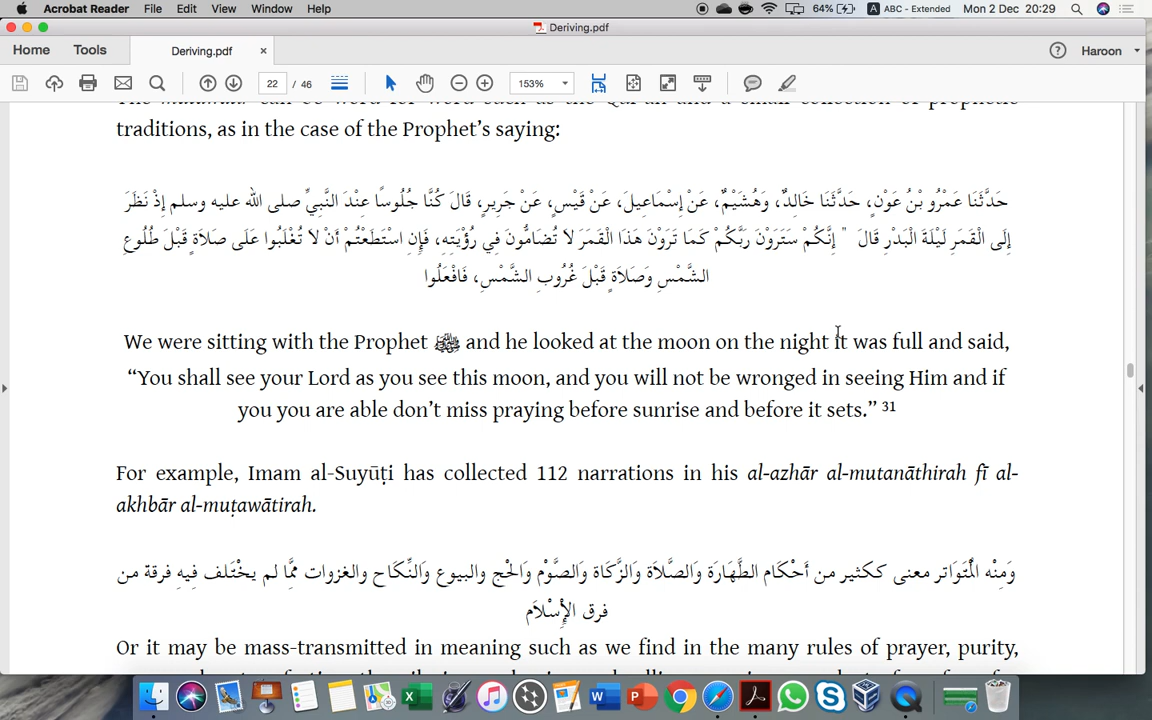 Acrobat Reader File Edit View Window Help 64% A ABC - Extended Mon 2 Dec 20:29
Deriving.pdf
Home Tools Deriving.pdf × ? Haroon
22 / 46 153%
traditions, as in the case of the Prophet's saying:
حَدَّثَنَا عَمْرُو بْنُ عَوْنٍ، حَدَّثَنَا خَالِدٌ، وَهُشَيْمٌ، عَنْ إِسْمَاعِيلَ، عَنْ قَيْسٍ، عَنْ جَرِيرٍ، قَالَ كُنَّا جُلُوسًا عِنْدَ النَّبِيِّ صلى الله عليه وسلم إِذْ نَظَرَ
إِلَى الْقَمَرِ لَيْلَةَ الْبَدْرِ قَالَ " إِنَّكُمْ سَتَرَوْنَ رَبَّكُمْ كَمَا تَرَوْنَ هَذَا الْقَمَرَ لاَ تُضَامُّونَ فِي رُؤْيَتِهِ، فَإِنِ اسْتَطَعْتُمْ أَنْ لاَ تُغْلَبُوا عَلَى صَلاَةٍ قَبْلَ طُلُوعِ
الشَّمْسِ وَصَلاَةٍ قَبْلَ غُرُوبِ الشَّمْسِ، فَافْعَلُوا
We were sitting with the Prophet ﷺ and he looked at the moon on the night it was full and said,
“You shall see your Lord as you see this moon, and you will not be wronged in seeing Him and if
you you are able don't miss praying before sunrise and before it sets.” 31
For example, Imam al-Suyūṭi has collected 112 narrations in his al-azhār al-mutanāthirah fī al-
akhbār al-muṭawātirah.
وَمِنْه الْمُتَوَاتر معنى ككثير من أَحْكَام الطَّهَارَة وَالصَّلَاة وَالزَّكَاة وَالصَّوْم وَالْحج والبيوع وَالنِّكَاح والغزوات مِمَّا لم يخْتَلف فِيهِ فرقة من
فرق الْإِسْلَام
Or it may be mass-transmitted in meaning such as we find in the many rules of prayer, purity,